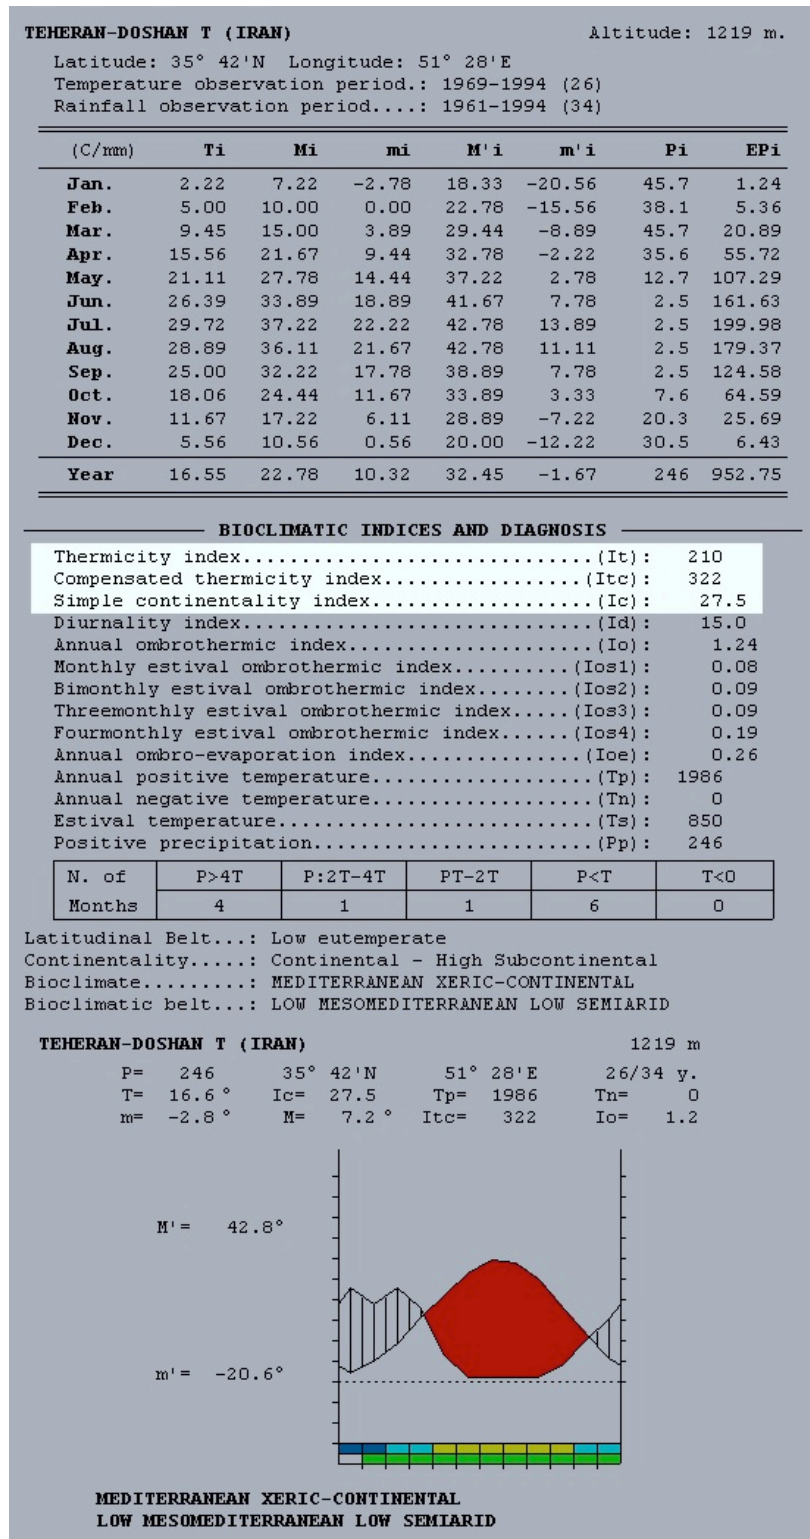 TEHERAN-DOSHAN T (IRAN) Altitude: 1219 m.
Latitude: 35° 42'N Longitude: 51° 28'E
Temperature observation period.: 1969-1994 (26)
Rainfall observation period....: 1961-1994 (34)
(C/mm) Ti Mi mi M'i m'i Pi EPi
Jan. 2.22 7.22 -2.78 18.33 -20.56 45.7 1.24
Feb. 5.00 10.00 0.00 22.78 -15.56 38.1 5.36
Mar. 9.45 15.00 3.89 29.44 -8.89 45.7 20.89
Apr. 15.56 21.67 9.44 32.78 -2.22 35.6 55.72
May. 21.11 27.78 14.44 37.22 2.78 12.7 107.29
Jun. 26.39 33.89 18.89 41.67 7.78 2.5 161.63
Jul. 29.72 37.22 22.22 42.78 13.89 2.5 199.98
Aug. 28.89 36.11 21.67 42.78 11.11 2.5 179.37
Sep. 25.00 32.22 17.78 38.89 7.78 2.5 124.58
Oct. 18.06 24.44 11.67 33.89 3.33 7.6 64.59
Nov. 11.67 17.22 6.11 28.89 -7.22 20.3 25.69
Dec. 5.56 10.56 0.56 20.00 -12.22 30.5 6.43
Year 16.55 22.78 10.32 32.45 -1.67 246 952.75
BIOCLIMATIC INDICES AND DIAGNOSIS
Thermicity index................................(It): 210
Compensated thermicity index..................(Itc): 322
Simple continentality index....................(Ic): 27.5
Diurnality index................................(Id): 15.0
Annual ombrothermic index......................(Io): 1.24
Monthly estival ombrothermic index..........(Ios1): 0.08
Bimonthly estival ombrothermic index........(Ios2): 0.09
Threemonthly estival ombrothermic index.....(Ios3): 0.09
Fourmonthly estival ombrothermic index......(Ios4): 0.19
Annual ombro-evaporation index................(Ioe): 0.26
Annual positive temperature....................(Tp): 1986
Annual negative temperature....................(Tn): 0
Estival temperature............................(Ts): 850
Positive precipitation.........................(Pp): 246
N. of P>4T P:2T-4T PT-2T P<T T<0
Months 4 1 1 6 0
Latitudinal Belt...: Low eutemperate
Continentality.....: Continental - High Subcontinental
Bioclimate.........: MEDITERRANEAN XERIC-CONTINENTAL
Bioclimatic belt...: LOW MESOMEDITERRANEAN LOW SEMIARID
TEHERAN-DOSHAN T (IRAN) 1219 m
P= 246 35° 42'N 51° 28'E 26/34 y.
T= 16.6° Ic= 27.5 Tp= 1986 Tn= 0
m= -2.8° M= 7.2° Itc= 322 Io= 1.2
M'= 42.8°
m'= -20.6°
MEDITERRANEAN XERIC-CONTINENTAL
LOW MESOMEDITERRANEAN LOW SEMIARID